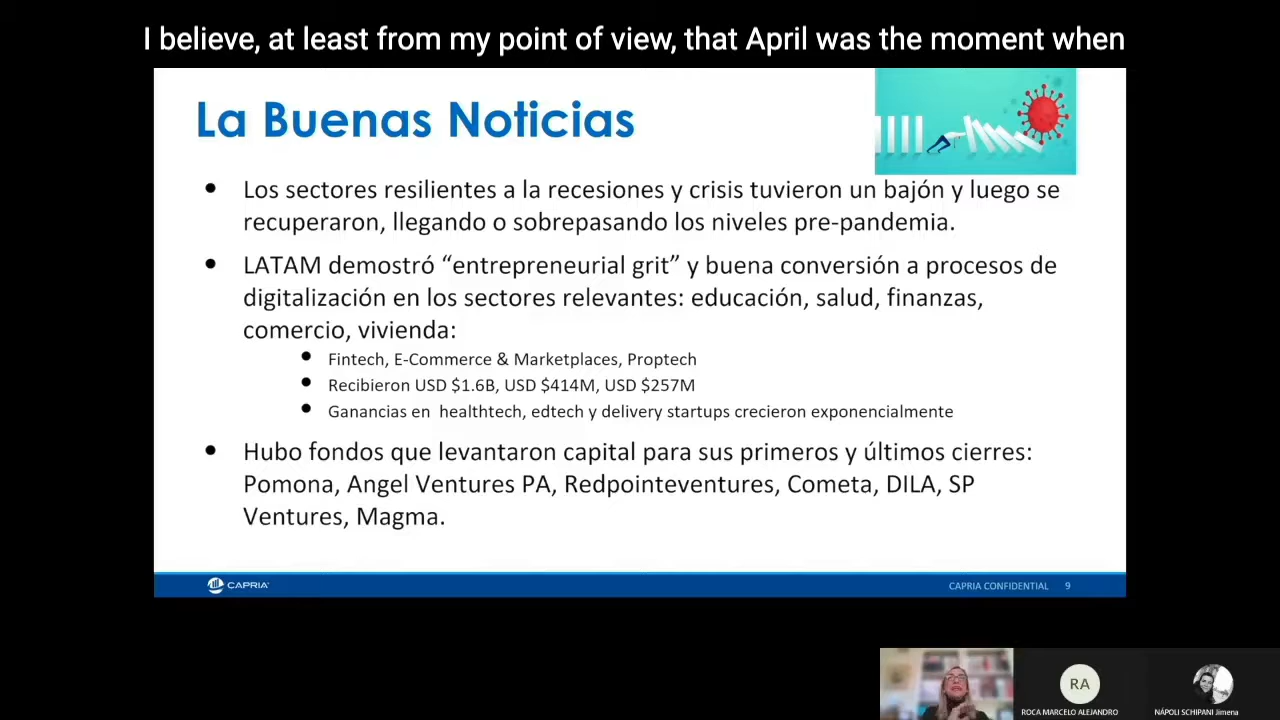 I believe, at least from my point of view, that April was the moment when
La Buenas Noticias
• Los sectores resilientes a la recesiones y crisis tuvieron un bajón y luego se
recuperaron, llegando o sobrepasando los niveles pre-pandemia.
• LATAM demostró “entrepreneurial grit” y buena conversión a procesos de
digitalización en los sectores relevantes: educación, salud, finanzas,
comercio, vivienda:
• Fintech, E-Commerce & Marketplaces, Proptech
• Recibieron USD $1.6B, USD $414M, USD $257M
• Ganancias en healthtech, edtech y delivery startups crecieron exponencialmente
• Hubo fondos que levantaron capital para sus primeros y últimos cierres:
Pomona, Angel Ventures PA, Redpointeventures, Cometa, DILA, SP
Ventures, Magma.
CAPRIA
CAPRIA CONFIDENTIAL 9
RA
ROCA MARCELO ALEJANDRO
NÁPOLI SCHIPANI Jimena